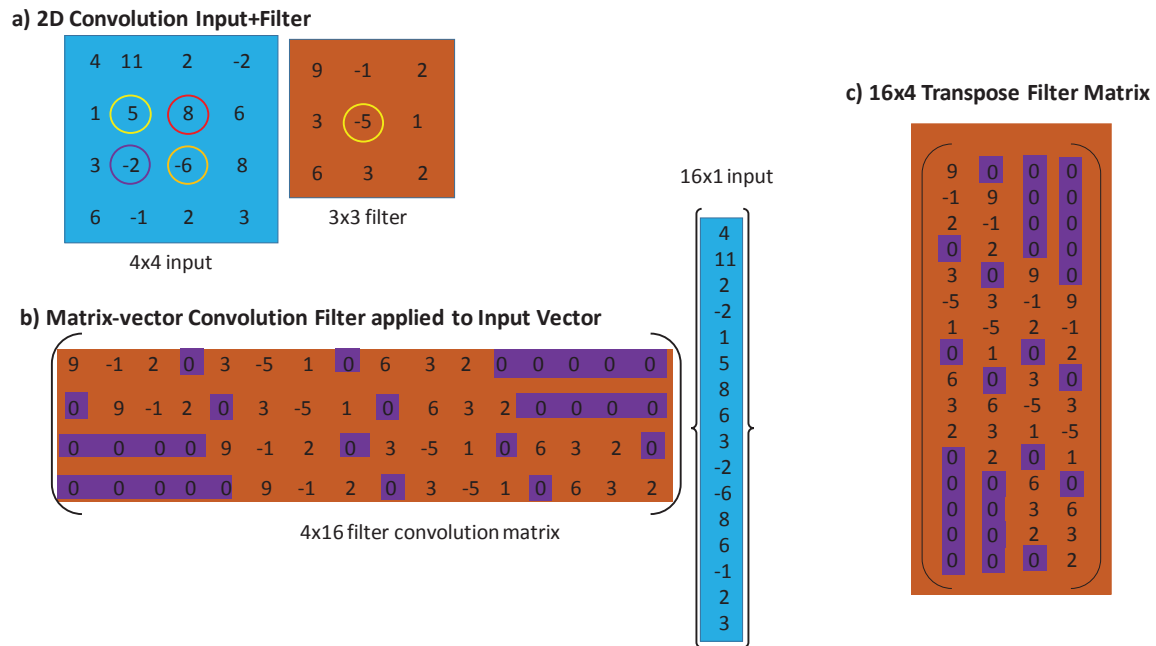 a) 2D Convolution Input+Filter
4 11 2 -2
1 5 8 6
3 -2 -6 8
6 -1 2 3
4x4 input
9 -1 2
3 -5 1
6 3 2
3x3 filter
b) Matrix-vector Convolution Filter applied to Input Vector
9 -1 2 0 3 -5 1 0 6 3 2 0 0 0 0 0
0 9 -1 2 0 3 -5 1 0 6 3 2 0 0 0 0
0 0 0 0 9 -1 2 0 3 -5 1 0 6 3 2 0
0 0 0 0 0 9 -1 2 0 3 -5 1 0 6 3 2
4x16 filter convolution matrix
16x1 input
4
11
2
-2
1
5
8
6
3
-2
-6
8
6
-1
2
3
c) 16x4 Transpose Filter Matrix
9 0 0 0
-1 9 0 0
2 -1 0 0
0 2 0 0
3 0 9 0
-5 3 -1 9
1 -5 2 -1
0 1 0 2
6 0 3 0
3 6 -5 3
2 3 1 -5
0 2 0 1
0 0 6 0
0 0 3 6
0 0 2 3
0 0 0 2